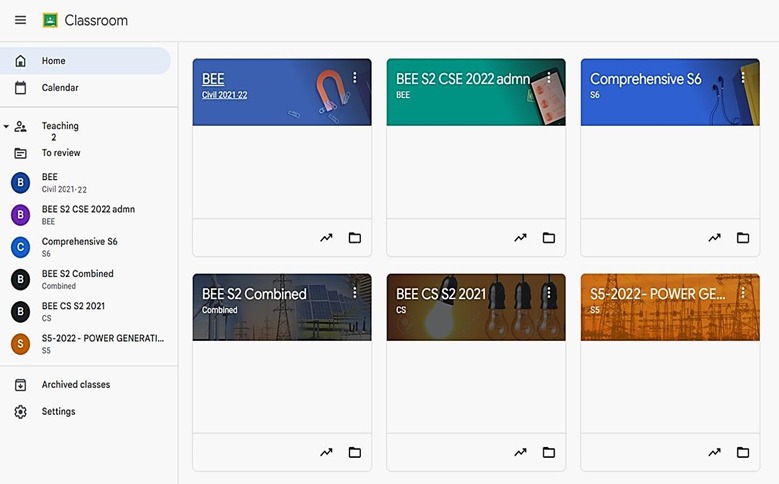 Classroom
Home
Calendar
Teaching
2
To review
B
BEE
Civil 2021-22
B
BEE S2 CSE 2022 admn
BEE
C
Comprehensive S6
S6
B
BEE S2 Combined
Combined
B
BEE CS S2 2021
CS
S
S5-2022 - POWER GENERATI...
S5
Archived classes
Settings
BEE
Civil 2021-22
BEE S2 CSE 2022 admn
BEE
Comprehensive S6
S6
BEE S2 Combined
Combined
BEE CS S2 2021
CS
S5-2022- POWER GE...
S5